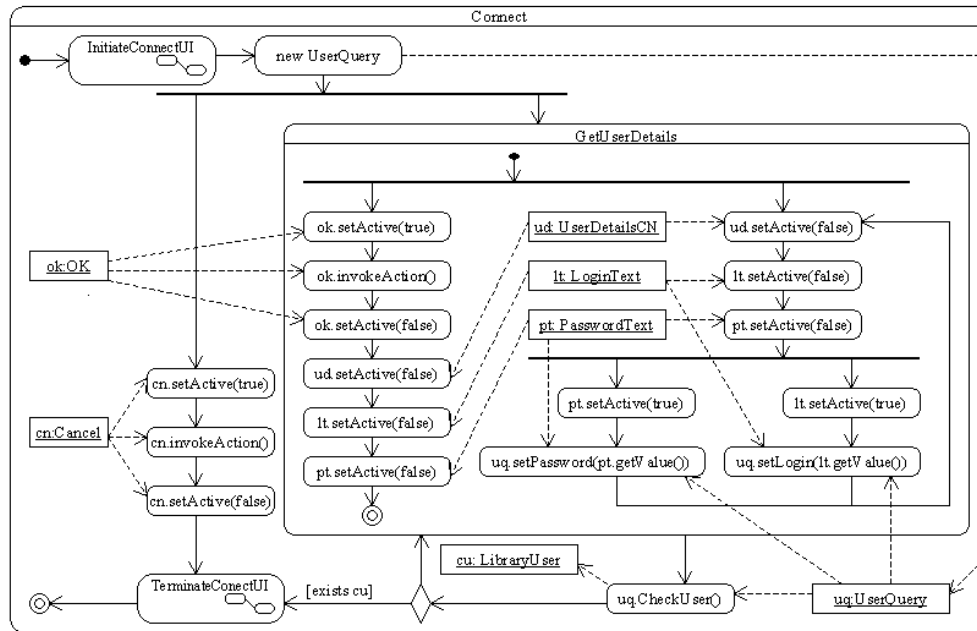 Connect
InitiateConnectUI
new UserQuery
GetUserDetails
ok.setActive(true)
ud: UserDetailsCN
ud.setActive(false)
ok:OK
ok.invokeAction()
lt: LoginText
lt.setActive(false)
ok.setActive(false)
pt: PasswordText
pt.setActive(false)
ud.setActive(false)
cn.setActive(true)
pt.setActive(true)
lt.setActive(true)
lt.setActive(false)
cn:Cancel
cn.invokeAction()
pt.setActive(false)
uq.setPassword(pt.getValue())
uq.setLogin(lt.getValue())
cn.setActive(false)
cu: LibraryUser
TerminateConectUI
[exists cu]
uq.CheckUser()
uq:UserQuery